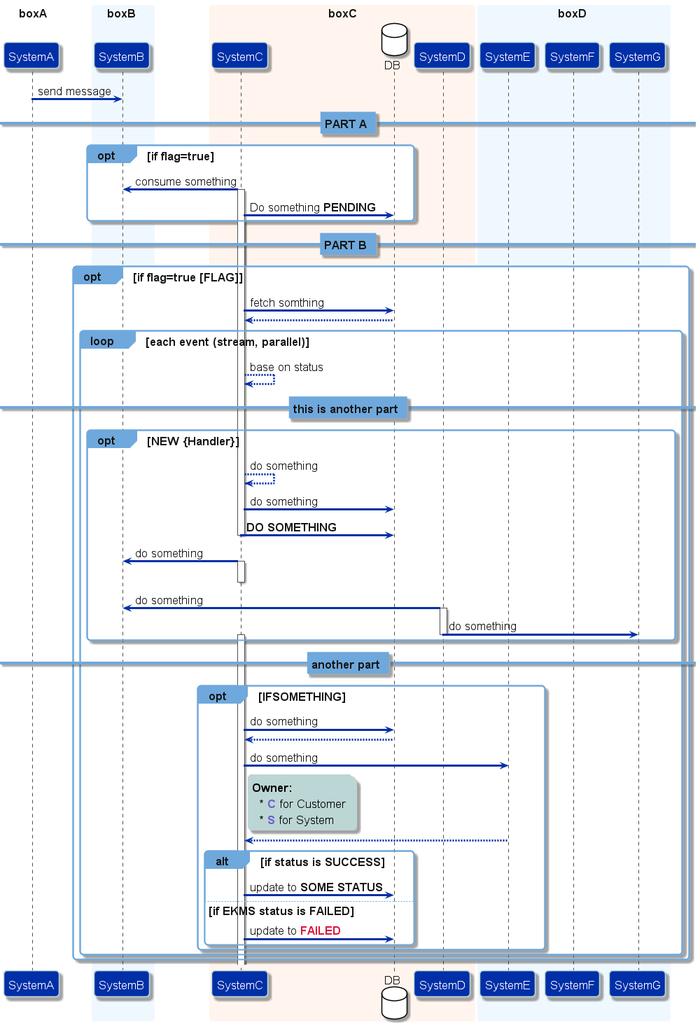 boxA boxB boxC boxD
SystemA SystemB SystemC DB SystemD SystemE SystemF SystemG
send message
PART A
opt [if flag=true]
consume something
Do something PENDING
PART B
opt [if flag=true [FLAG]]
fetch somthing
loop [each event (stream, parallel)]
base on status
this is another part
opt [NEW {Handler}]
do something
do something
DO SOMETHING
do something
do something
do something
another part
opt [IFSOMETHING]
do something
do something
Owner:
* C for Customer
* S for System
alt [if status is SUCCESS]
update to SOME STATUS
[if EKMS status is FAILED]
update to FAILED
SystemA SystemB SystemC DB SystemD SystemE SystemF SystemG